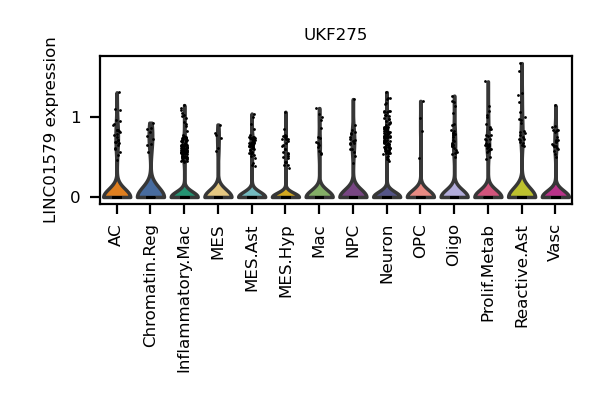 UKF275
LINC01579 expression
1
0
AC
Chromatin.Reg
Inflammatory.Mac
MES
MES.Ast
MES.Hyp
Mac
NPC
Neuron
OPC
Oligo
Prolif.Metab
Reactive.Ast
Vasc